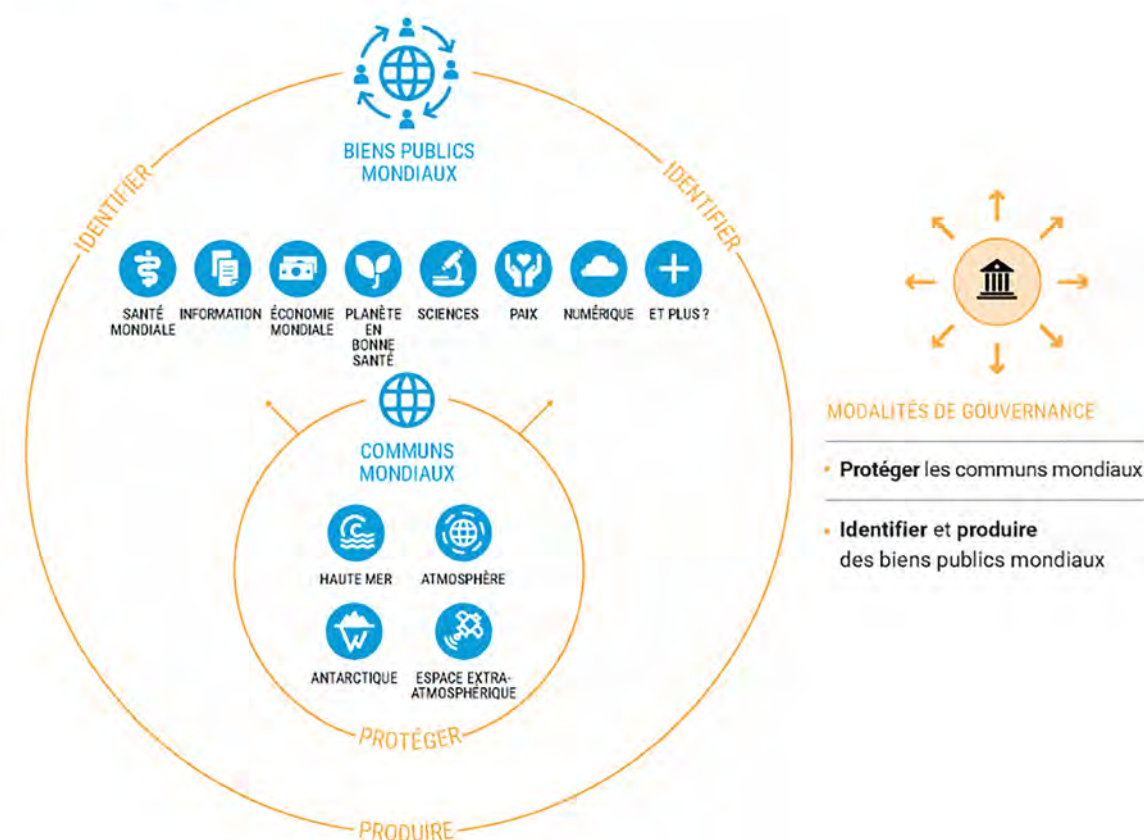 BIENS PUBLICS
MONDIAUX
IDENTIFIER
IDENTIFIER
SANTÉ
MONDIALE
INFORMATION
ÉCONOMIE
MONDIALE
PLANÈTE
EN
BONNE
SANTÉ
SCIENCES
PAIX
NUMÉRIQUE
ET PLUS ?
COMMUNS
MONDIAUX
HAUTE MER
ATMOSPHÈRE
ANTARCTIQUE
ESPACE EXTRA-
ATMOSPHÉRIQUE
PROTÉGER
PRODUIRE
MODALITÉS DE GOUVERNANCE
• Protéger les communs mondiaux
• Identifier et produire
des biens publics mondiaux